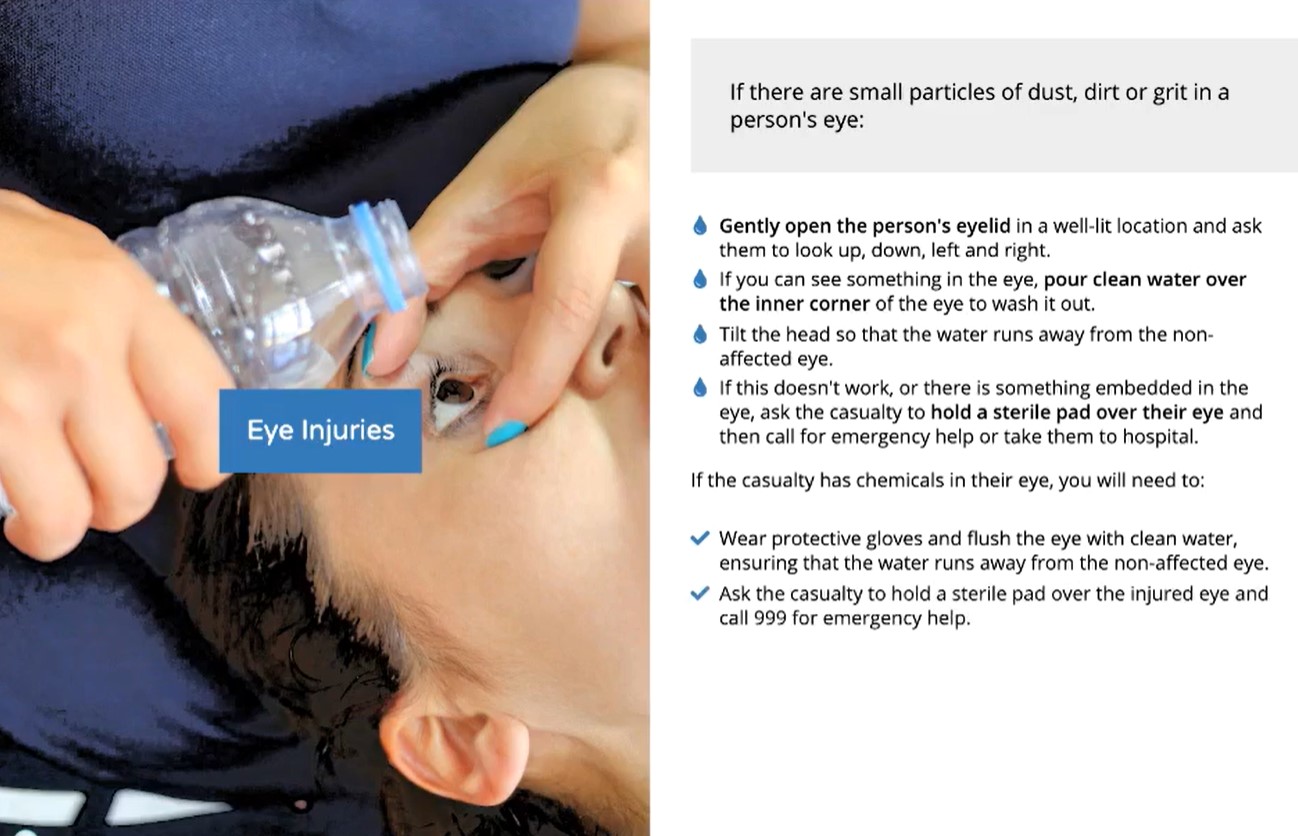 Eye Injuries
If there are small particles of dust, dirt or grit in a
person's eye:
Gently open the person's eyelid in a well-lit location and ask
them to look up, down, left and right.
If you can see something in the eye, pour clean water over
the inner corner of the eye to wash it out.
Tilt the head so that the water runs away from the non-
affected eye.
If this doesn't work, or there is something embedded in the
eye, ask the casualty to hold a sterile pad over their eye and
then call for emergency help or take them to hospital.
If the casualty has chemicals in their eye, you will need to:
Wear protective gloves and flush the eye with clean water,
ensuring that the water runs away from the non-affected eye.
Ask the casualty to hold a sterile pad over the injured eye and
call 999 for emergency help.